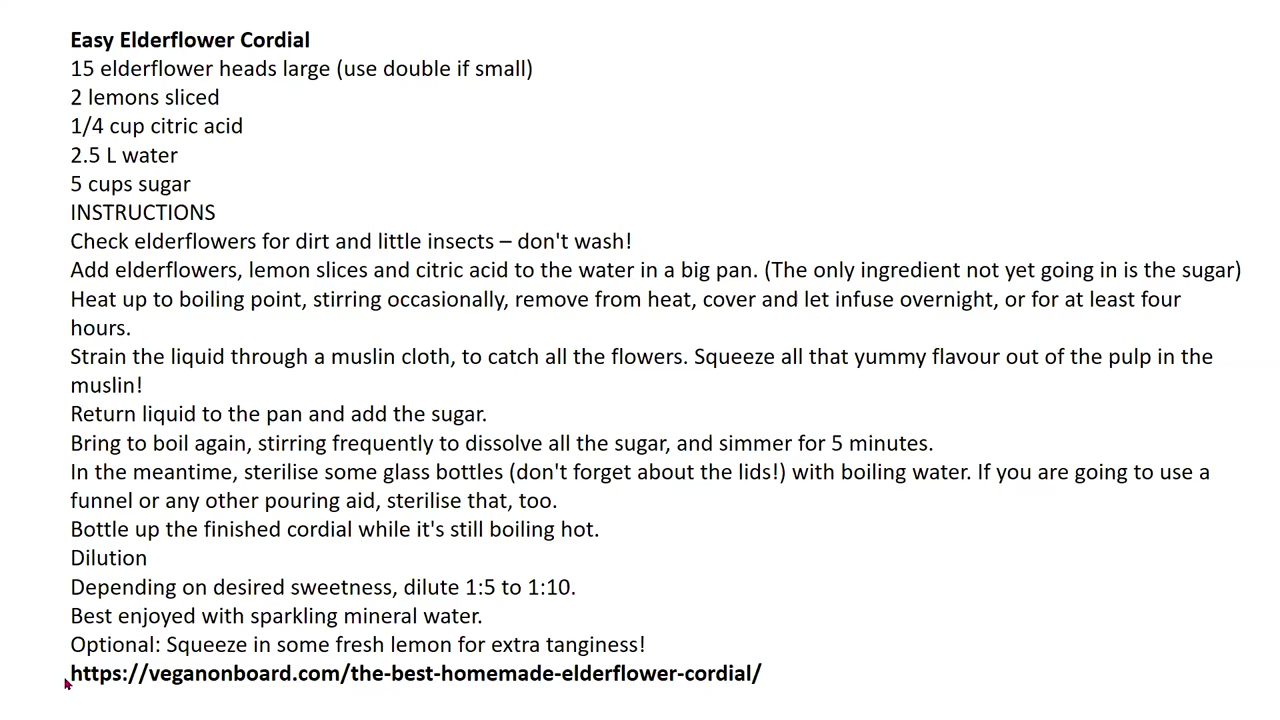 Easy Elderflower Cordial
15 elderflower heads large (use double if small)
2 lemons sliced
1/4 cup citric acid
2.5 L water
5 cups sugar
INSTRUCTIONS
Check elderflowers for dirt and little insects – don't wash!
Add elderflowers, lemon slices and citric acid to the water in a big pan. (The only ingredient not yet going in is the sugar)
Heat up to boiling point, stirring occasionally, remove from heat, cover and let infuse overnight, or for at least four
hours.
Strain the liquid through a muslin cloth, to catch all the flowers. Squeeze all that yummy flavour out of the pulp in the
muslin!
Return liquid to the pan and add the sugar.
Bring to boil again, stirring frequently to dissolve all the sugar, and simmer for 5 minutes.
In the meantime, sterilise some glass bottles (don't forget about the lids!) with boiling water. If you are going to use a
funnel or any other pouring aid, sterilise that, too.
Bottle up the finished cordial while it's still boiling hot.
Dilution
Depending on desired sweetness, dilute 1:5 to 1:10.
Best enjoyed with sparkling mineral water.
Optional: Squeeze in some fresh lemon for extra tanginess!
https://veganonboard.com/the-best-homemade-elderflower-cordial/